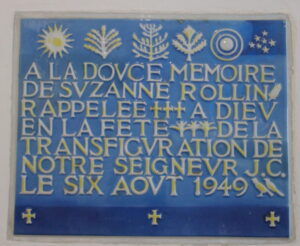 A LA DOVCE MEMOIRE
DE SVZANNE ROLLIN
RAPPELEE A DIEV
EN LA FETE DE LA
TRANSFIGVRATION DE
NOTRE SEIGNEVR J.C.
LE SIX AOVT 1949